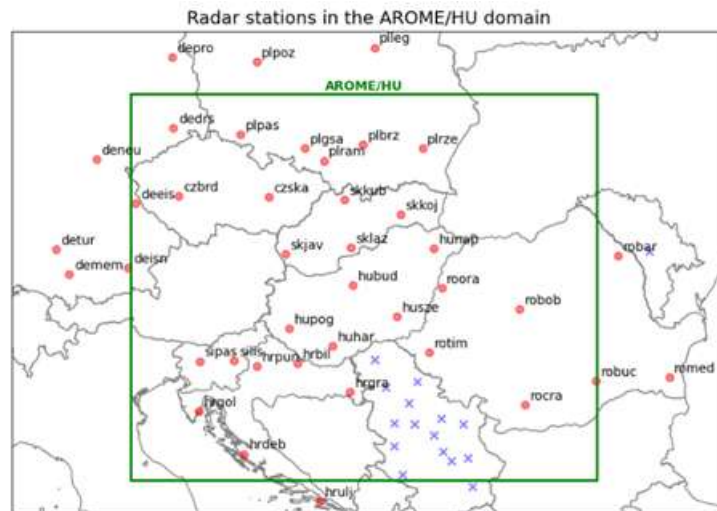 Radar stations in the AROME/HU domain
plleg
depro
plpoz
AROME/HU
dedrs
plpas
plgsa
plbrz
plrze
plram
deneu
deeis
czbrd
czska
skkub
skkoj
detur
demem
deisn
skjav
sklaz
hunap
robar
hubud
roora
robob
husze
hupog
huhar
rotim
sipas
silis
hrpun
hrbil
hrgra
robuc
romed
rocra
hrgol
hrdeb
hrulj